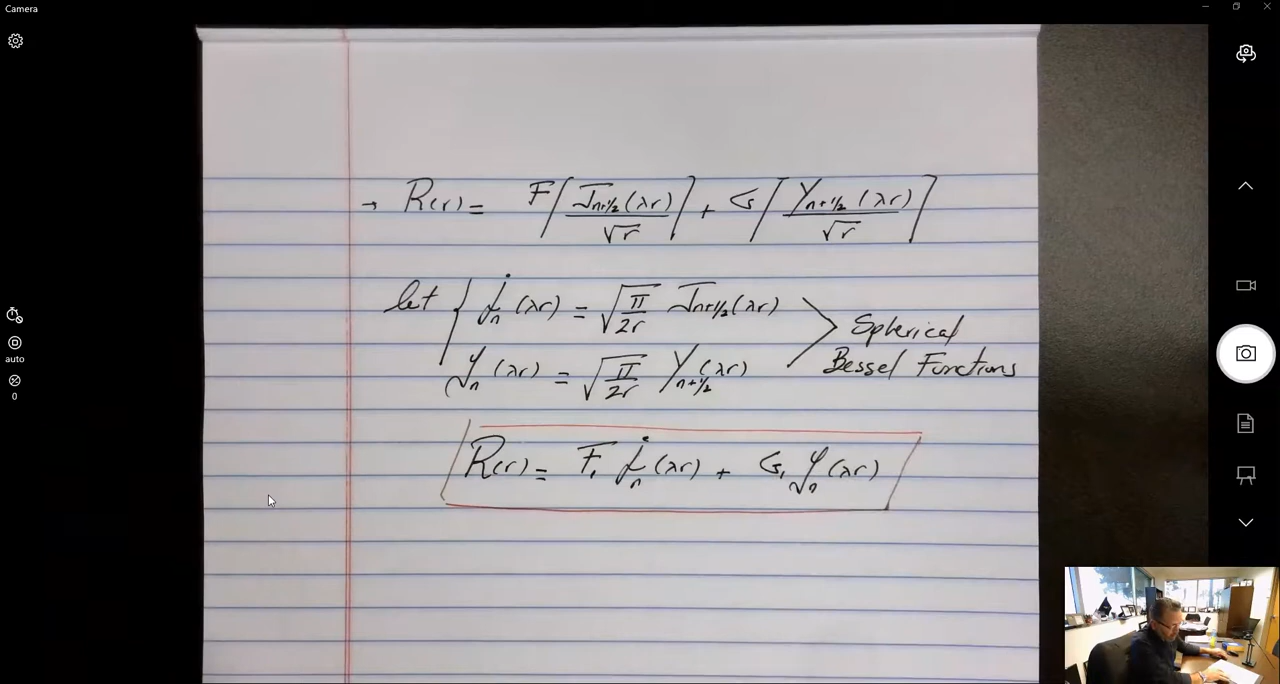 Camera
→ R(r) = F [ J_{n+1/2}(λr) / √r ] + G [ Y_{n+1/2}(λr) / √r ]
let { j_n(λr) = √(π/2r) J_{n+1/2}(λr)
y_n(λr) = √(π/2r) Y_{n+1/2}(λr)
> Spherical
Bessel Functions
R(r) = F₁ j_n(λr) + G₁ y_n(λr)
auto
0